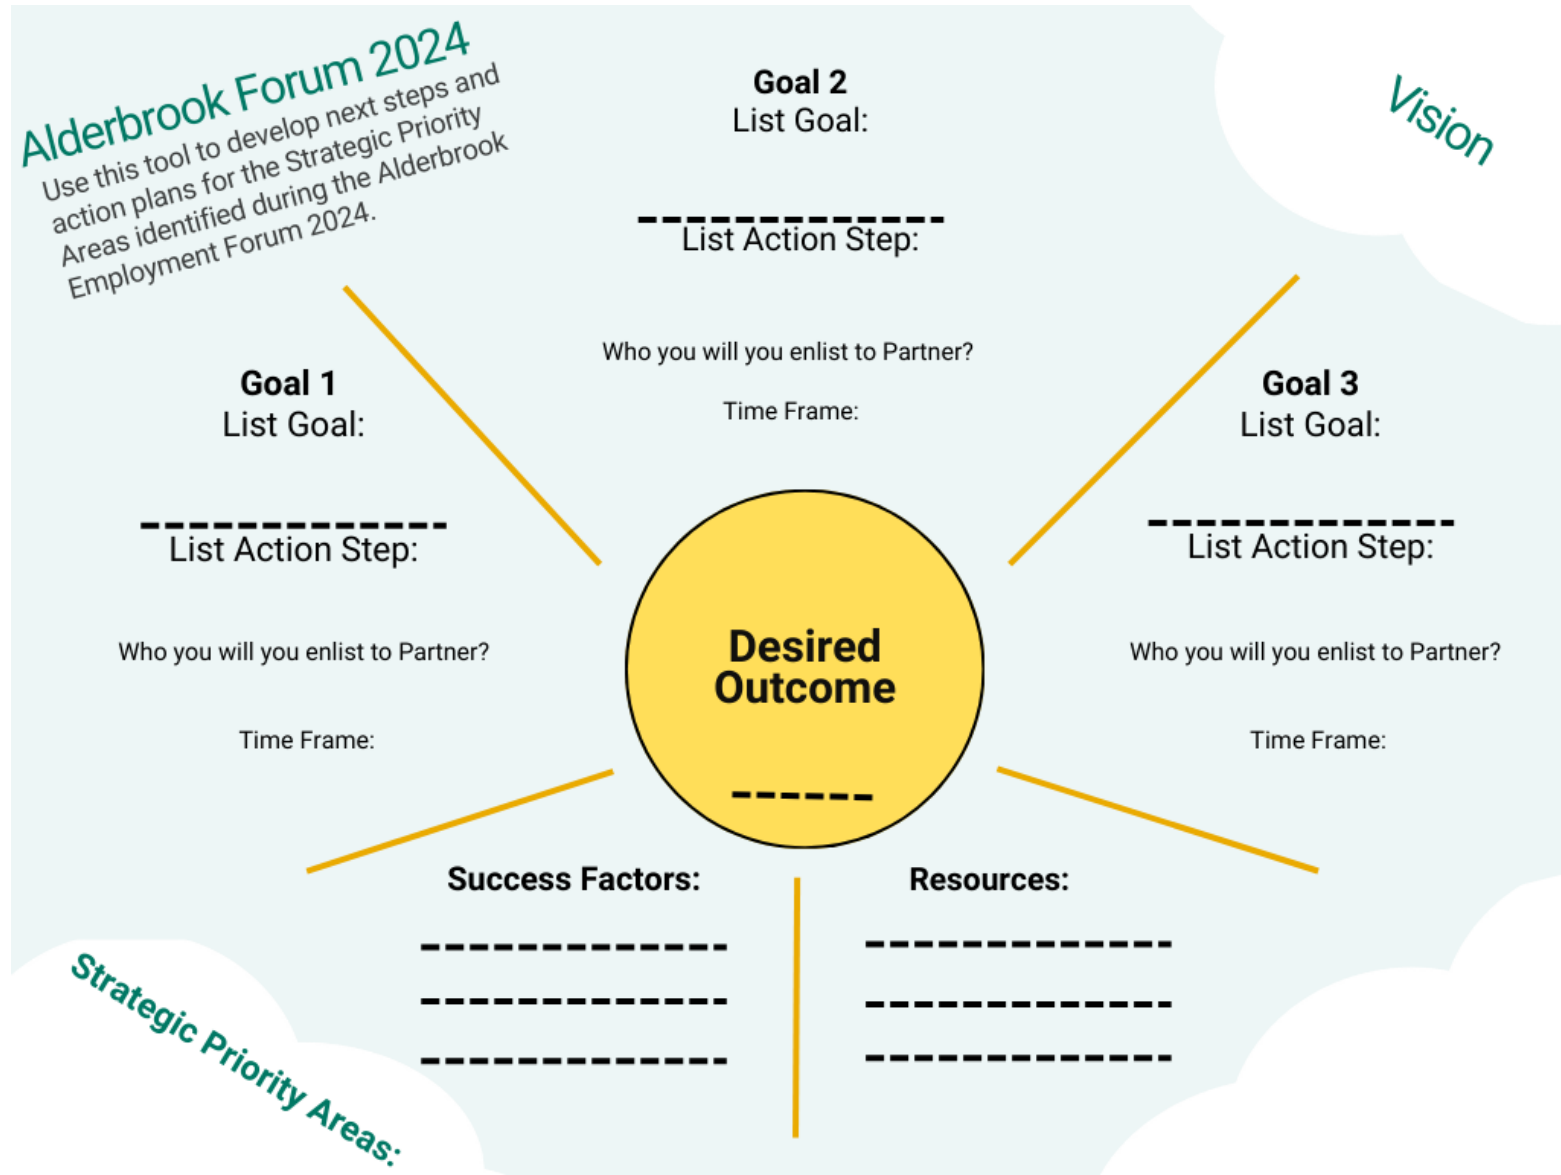 Alderbrook Forum 2024
Use this tool to develop next steps and
action plans for the Strategic Priority
Areas identified during the Alderbrook
Employment Forum 2024.
Vision
Goal 2
List Goal:
List Action Step:
Who you will you enlist to Partner?
Time Frame:
Goal 1
List Goal:
List Action Step:
Who you will you enlist to Partner?
Time Frame:
Goal 3
List Goal:
List Action Step:
Who you will you enlist to Partner?
Time Frame:
Desired
Outcome
Success Factors:
Resources:
Strategic Priority Areas: